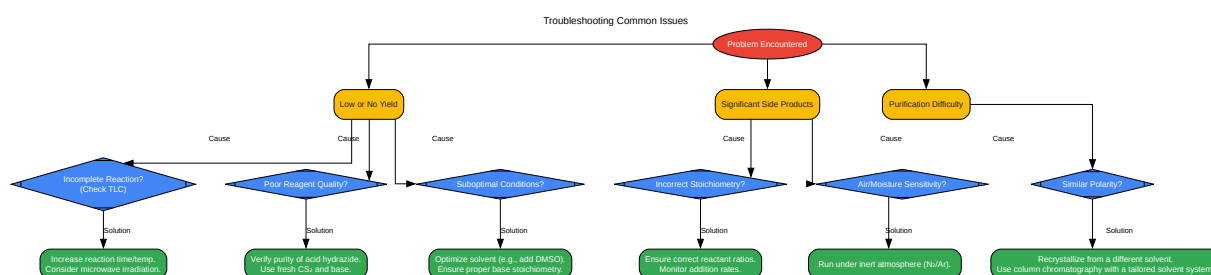 Troubleshooting Common Issues
Problem Encountered
Low or No Yield
Significant Side Products
Purification Difficulty
Cause
Cause
Cause
Cause
Cause
Cause
Incomplete Reaction?
(Check TLC)
Poor Reagent Quality?
Suboptimal Conditions?
Incorrect Stoichiometry?
Air/Moisture Sensitivity?
Similar Polarity?
Solution
Solution
Solution
Solution
Solution
Solution
Increase reaction time/temp.
Consider microwave irradiation.
Verify purity of acid hydrazide.
Use fresh CS₂ and base.
Optimize solvent (e.g., add DMSO).
Ensure proper base stoichiometry.
Ensure correct reactant ratios.
Monitor addition rates.
Run under inert atmosphere (N₂/Ar).
Recrystallize from a different solvent.
Use column chromatography with a tailored solvent system